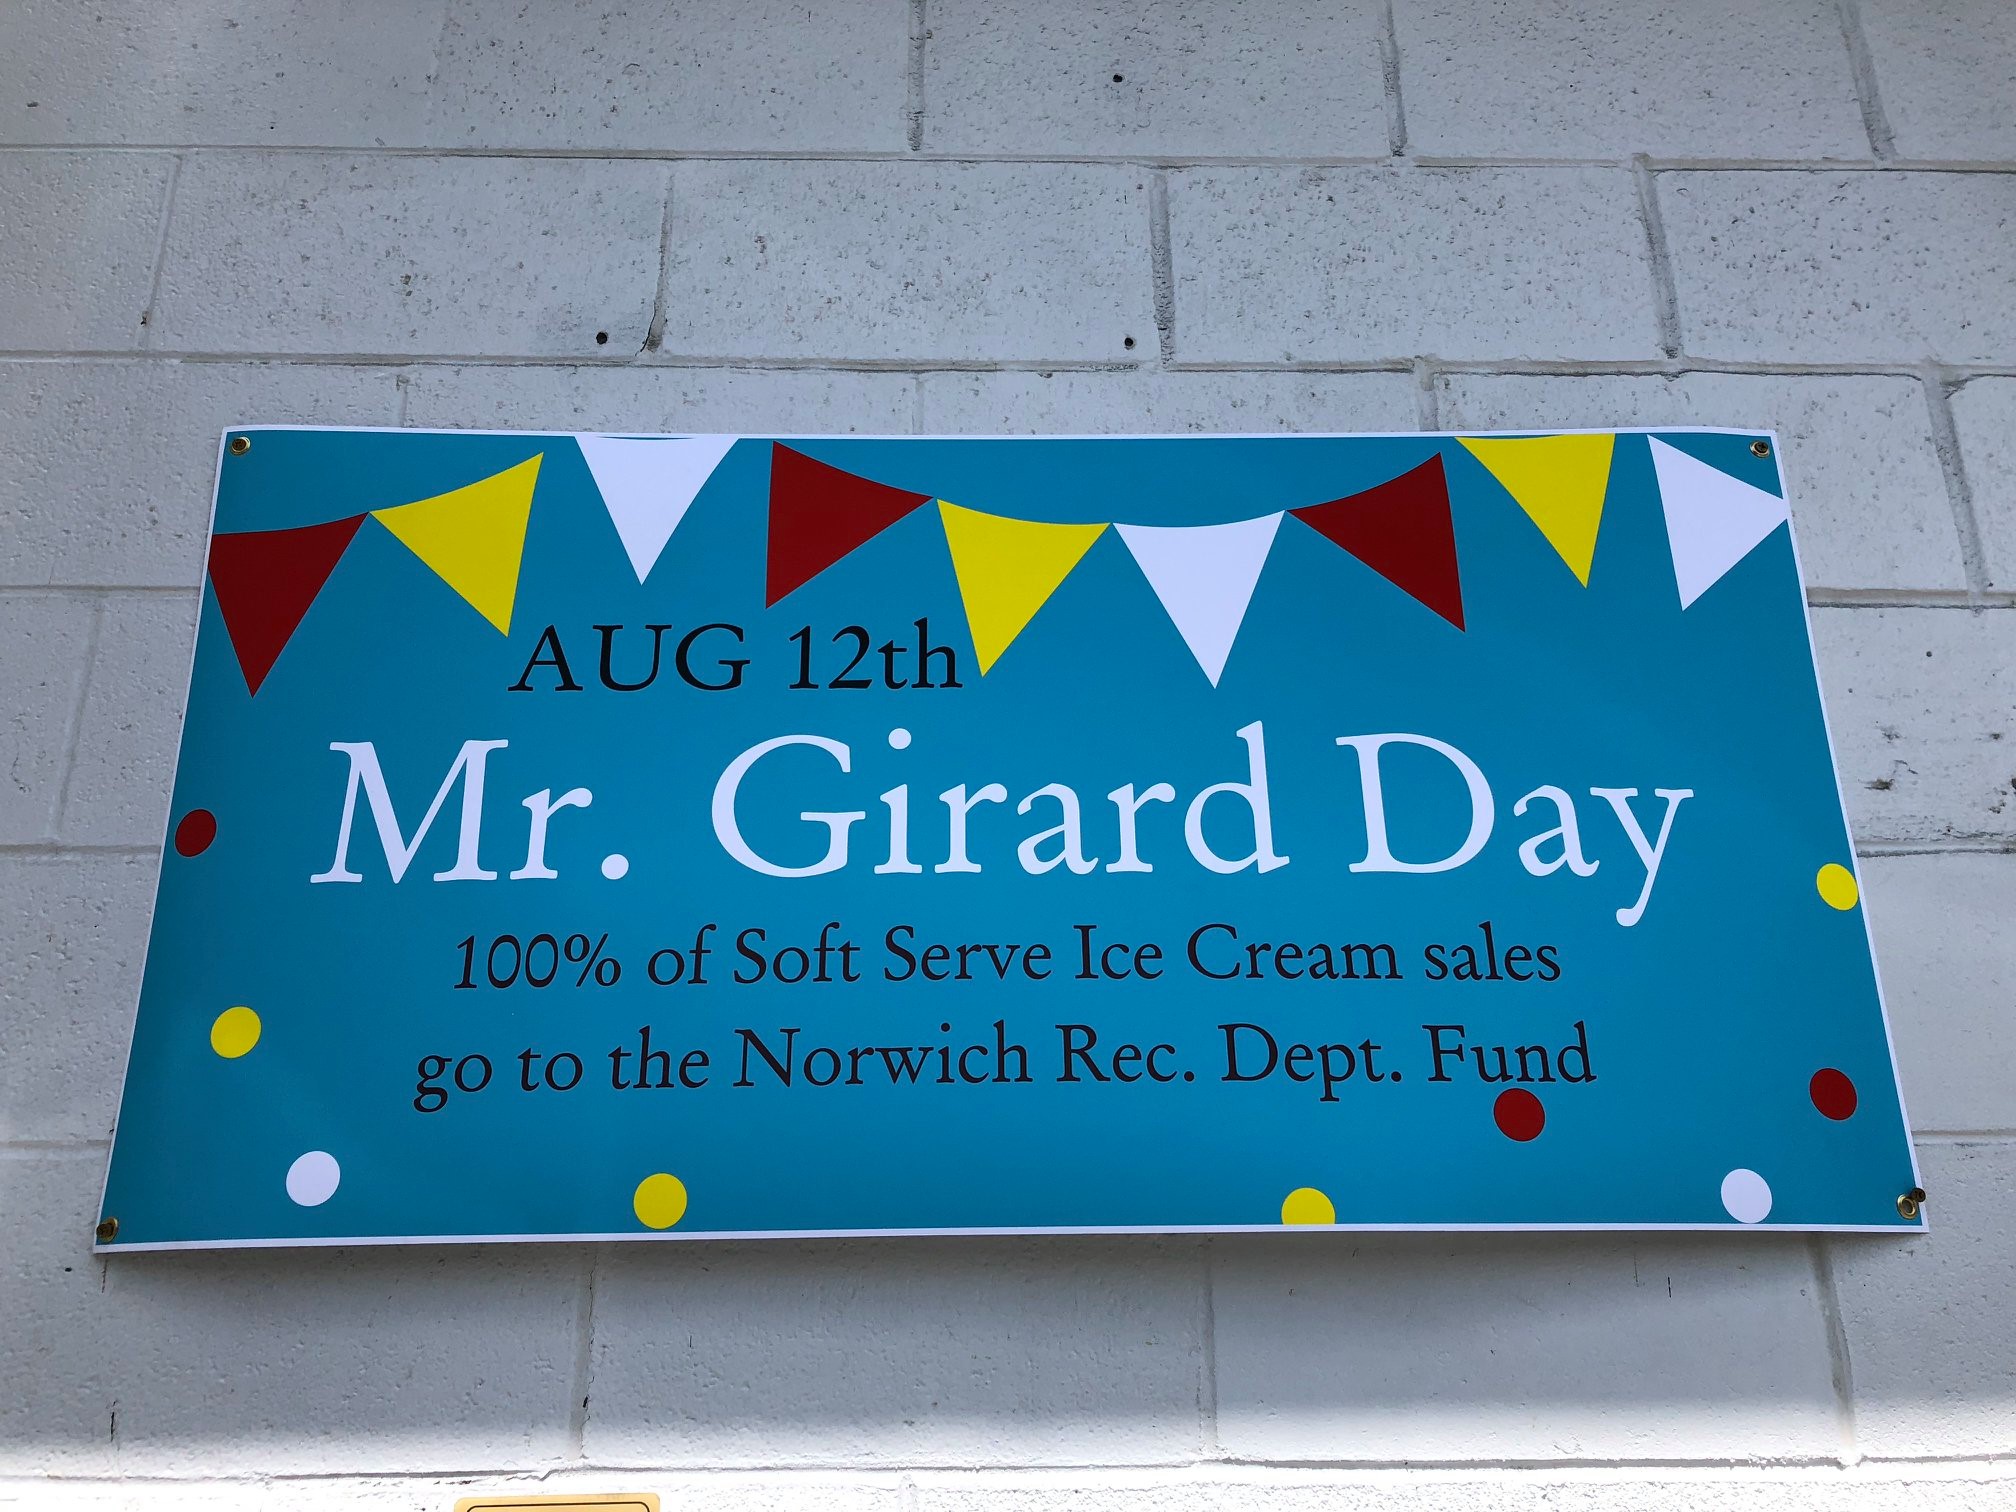 AUG 12th
Mr. Girard Day
100% of Soft Serve Ice Cream sales
go to the Norwich Rec. Dept. Fund